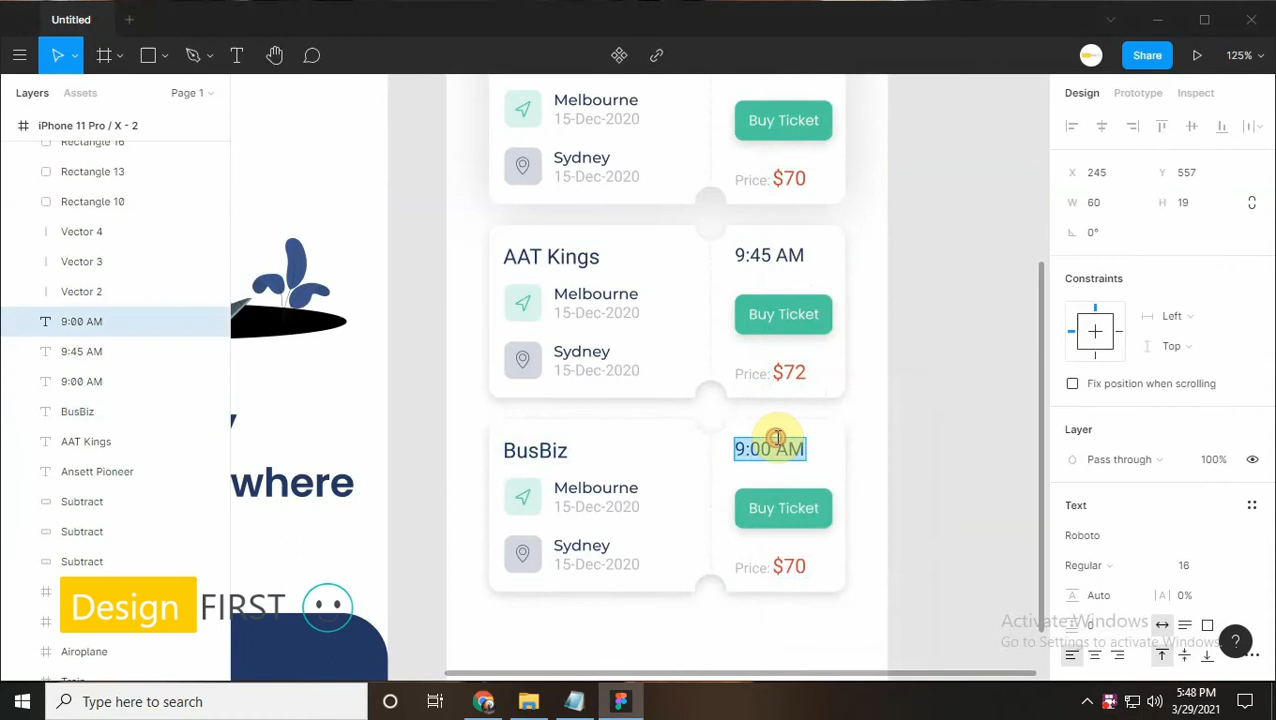 Untitled
Share
125%
Layers
Assets
Page 1
Design
Prototype
Inspect
iPhone 11 Pro / X - 2
Rectangle 16
Rectangle 13
Rectangle 10
Vector 4
Vector 3
Vector 2
9:00 AM
9:45 AM
9:00 AM
BusBiz
AAT Kings
Ansett Pioneer
Subtract
Subtract
Subtract
Airoplane
Train
Design FIRST
where
Melbourne
15-Dec-2020
Buy Ticket
Sydney
15-Dec-2020
Price: $70
AAT Kings
9:45 AM
Melbourne
15-Dec-2020
Buy Ticket
Sydney
15-Dec-2020
Price: $72
BusBiz
9:00 AM
Melbourne
15-Dec-2020
Buy Ticket
Sydney
15-Dec-2020
Price: $70
X 245 Y 557
W 60 H 19
0°
Constraints
Left
Top
Fix position when scrolling
Layer
Pass through 100%
Text
Roboto
Regular 16
A Auto |A| 0%
0
Activate Windows
Go to Settings to activate Windows.
?
Type here to search
5:48 PM
3/29/2021